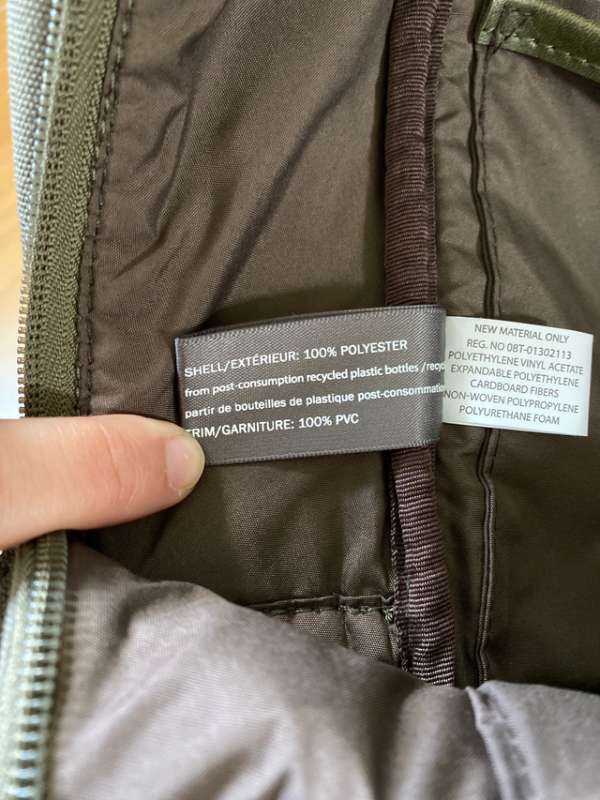 SHELL/EXTÉRIEUR: 100% POLYESTER
from post-consumption recycled plastic bottles /recyc
partir de bouteilles de plastique post-consommatio
TRIM/GARNITURE: 100% PVC
NEW MATERIAL ONLY
REG. NO 08T-01302113
POLYETHYLENE VINYL ACETATE
EXPANDABLE POLYETHYLENE
CARDBOARD FIBERS
NON-WOVEN POLYPROPYLENE
POLYURETHANE FOAM